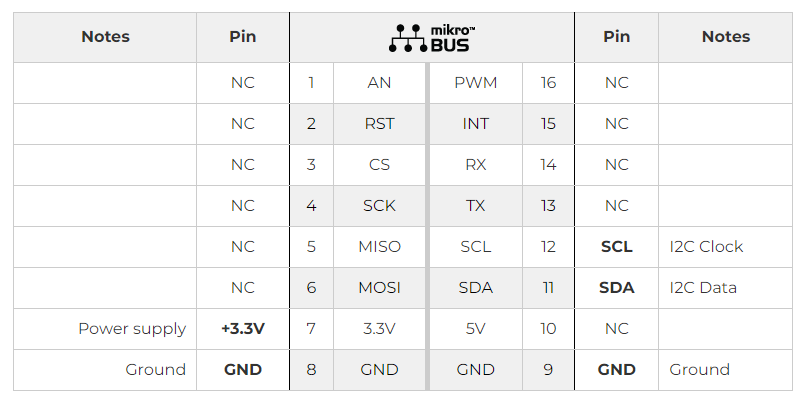 Notes Pin mikro™ BUS Pin Notes
NC 1 AN PWM 16 NC
NC 2 RST INT 15 NC
NC 3 CS RX 14 NC
NC 4 SCK TX 13 NC
NC 5 MISO SCL 12 SCL I2C Clock
NC 6 MOSI SDA 11 SDA I2C Data
Power supply +3.3V 7 3.3V 5V 10 NC
Ground GND 8 GND GND 9 GND Ground